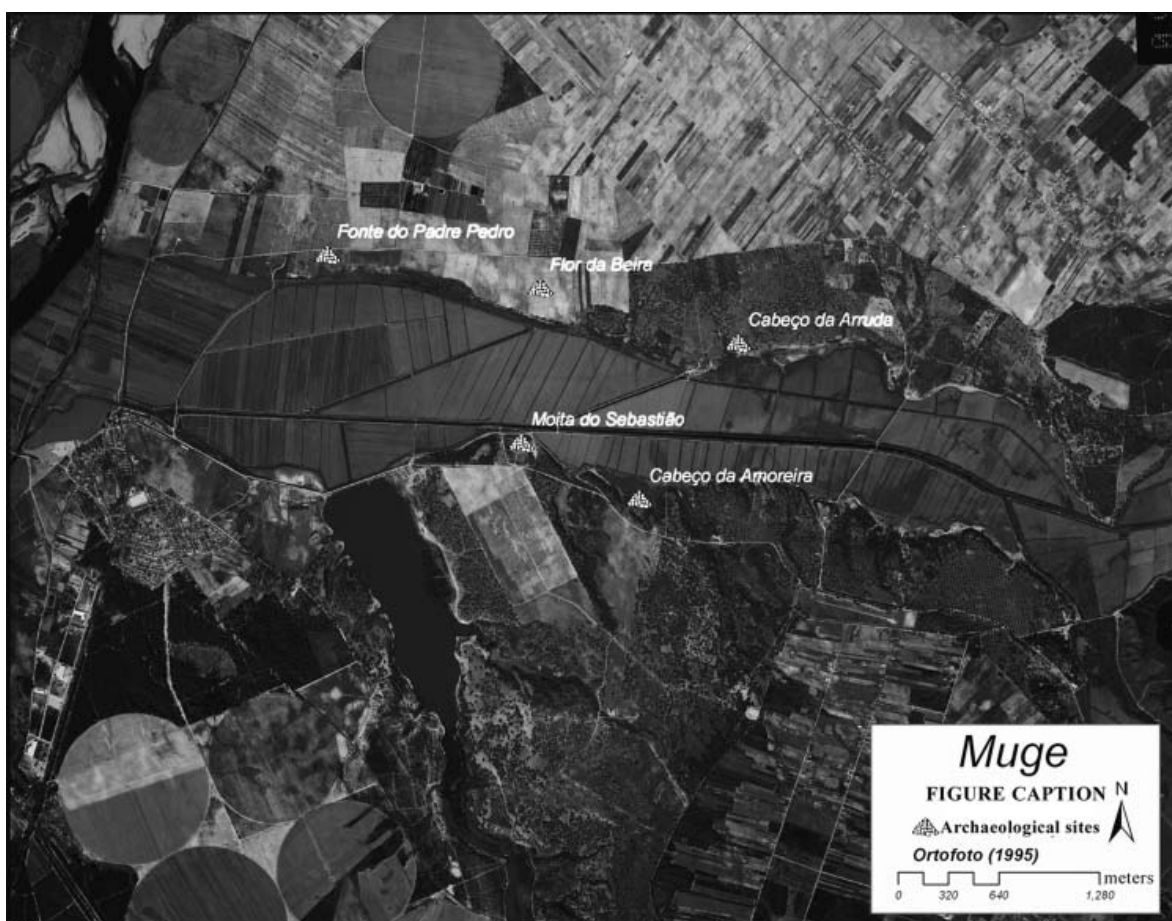 Fonte do Padre Pedro
Flor da Beira
Cabeço da Arruda
Moita do Sebastião
Cabeço da Amoreira
Muge
FIGURE CAPTION N
Archaeological sites
Ortofoto (1995)
meters
0 320 640 1,280